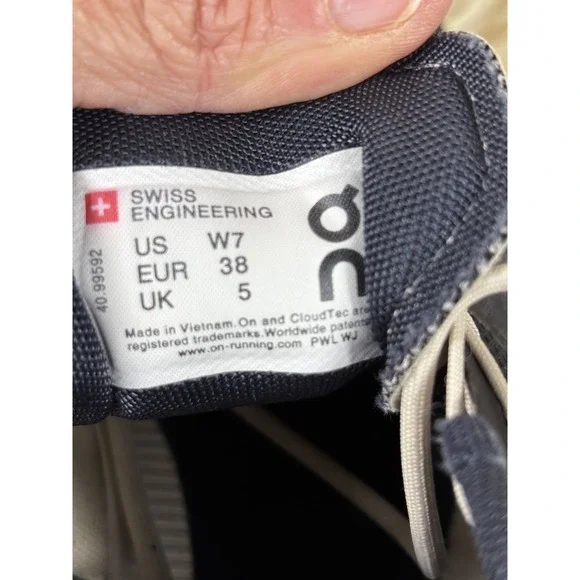 SWISS
ENGINEERING
US W7
EUR 38
UK 5
40.99592
On
Made in Vietnam.On and CloudTec are
registered trademarks.Worldwide patents
www.on-running.com PWL WJ